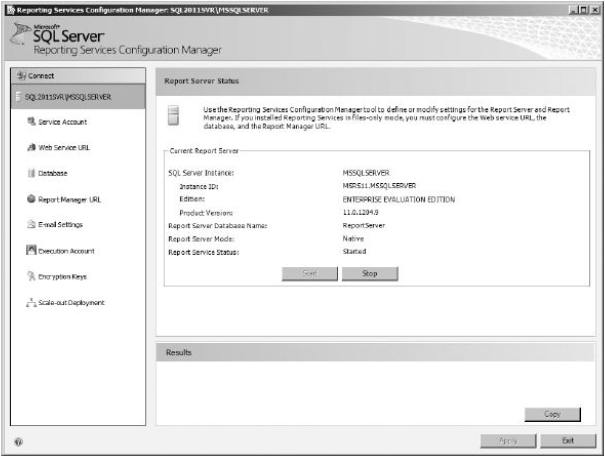 Reporting Services Configuration Manager: SQL2011SVR\MSSQLSERVER
Microsoft
SQL Server
Reporting Services Configuration Manager
Connect
SQL2011SVR\MSSQLSERVER
Service Account
Web Service URL
Database
Report Manager URL
E-mail Settings
Execution Account
Encryption Keys
Scale-out Deployment
Report Server Status
Use the Reporting Services Configuration Manager tool to define or modify settings for the Report Server and Report
Manager. If you installed Reporting Services in files-only mode, you must configure the Web service URL, the
database, and the Report Manager URL.
Current Report Server
SQL Server Instance: MSSQLSERVER
Instance ID: MSRS11.MSSQLSERVER
Edition: ENTERPRISE EVALUATION EDITION
Product Version: 11.0.1294.9
Report Server Database Name: ReportServer
Report Server Mode: Native
Report Service Status: Started
Start Stop
Results
Copy
Apply Exit